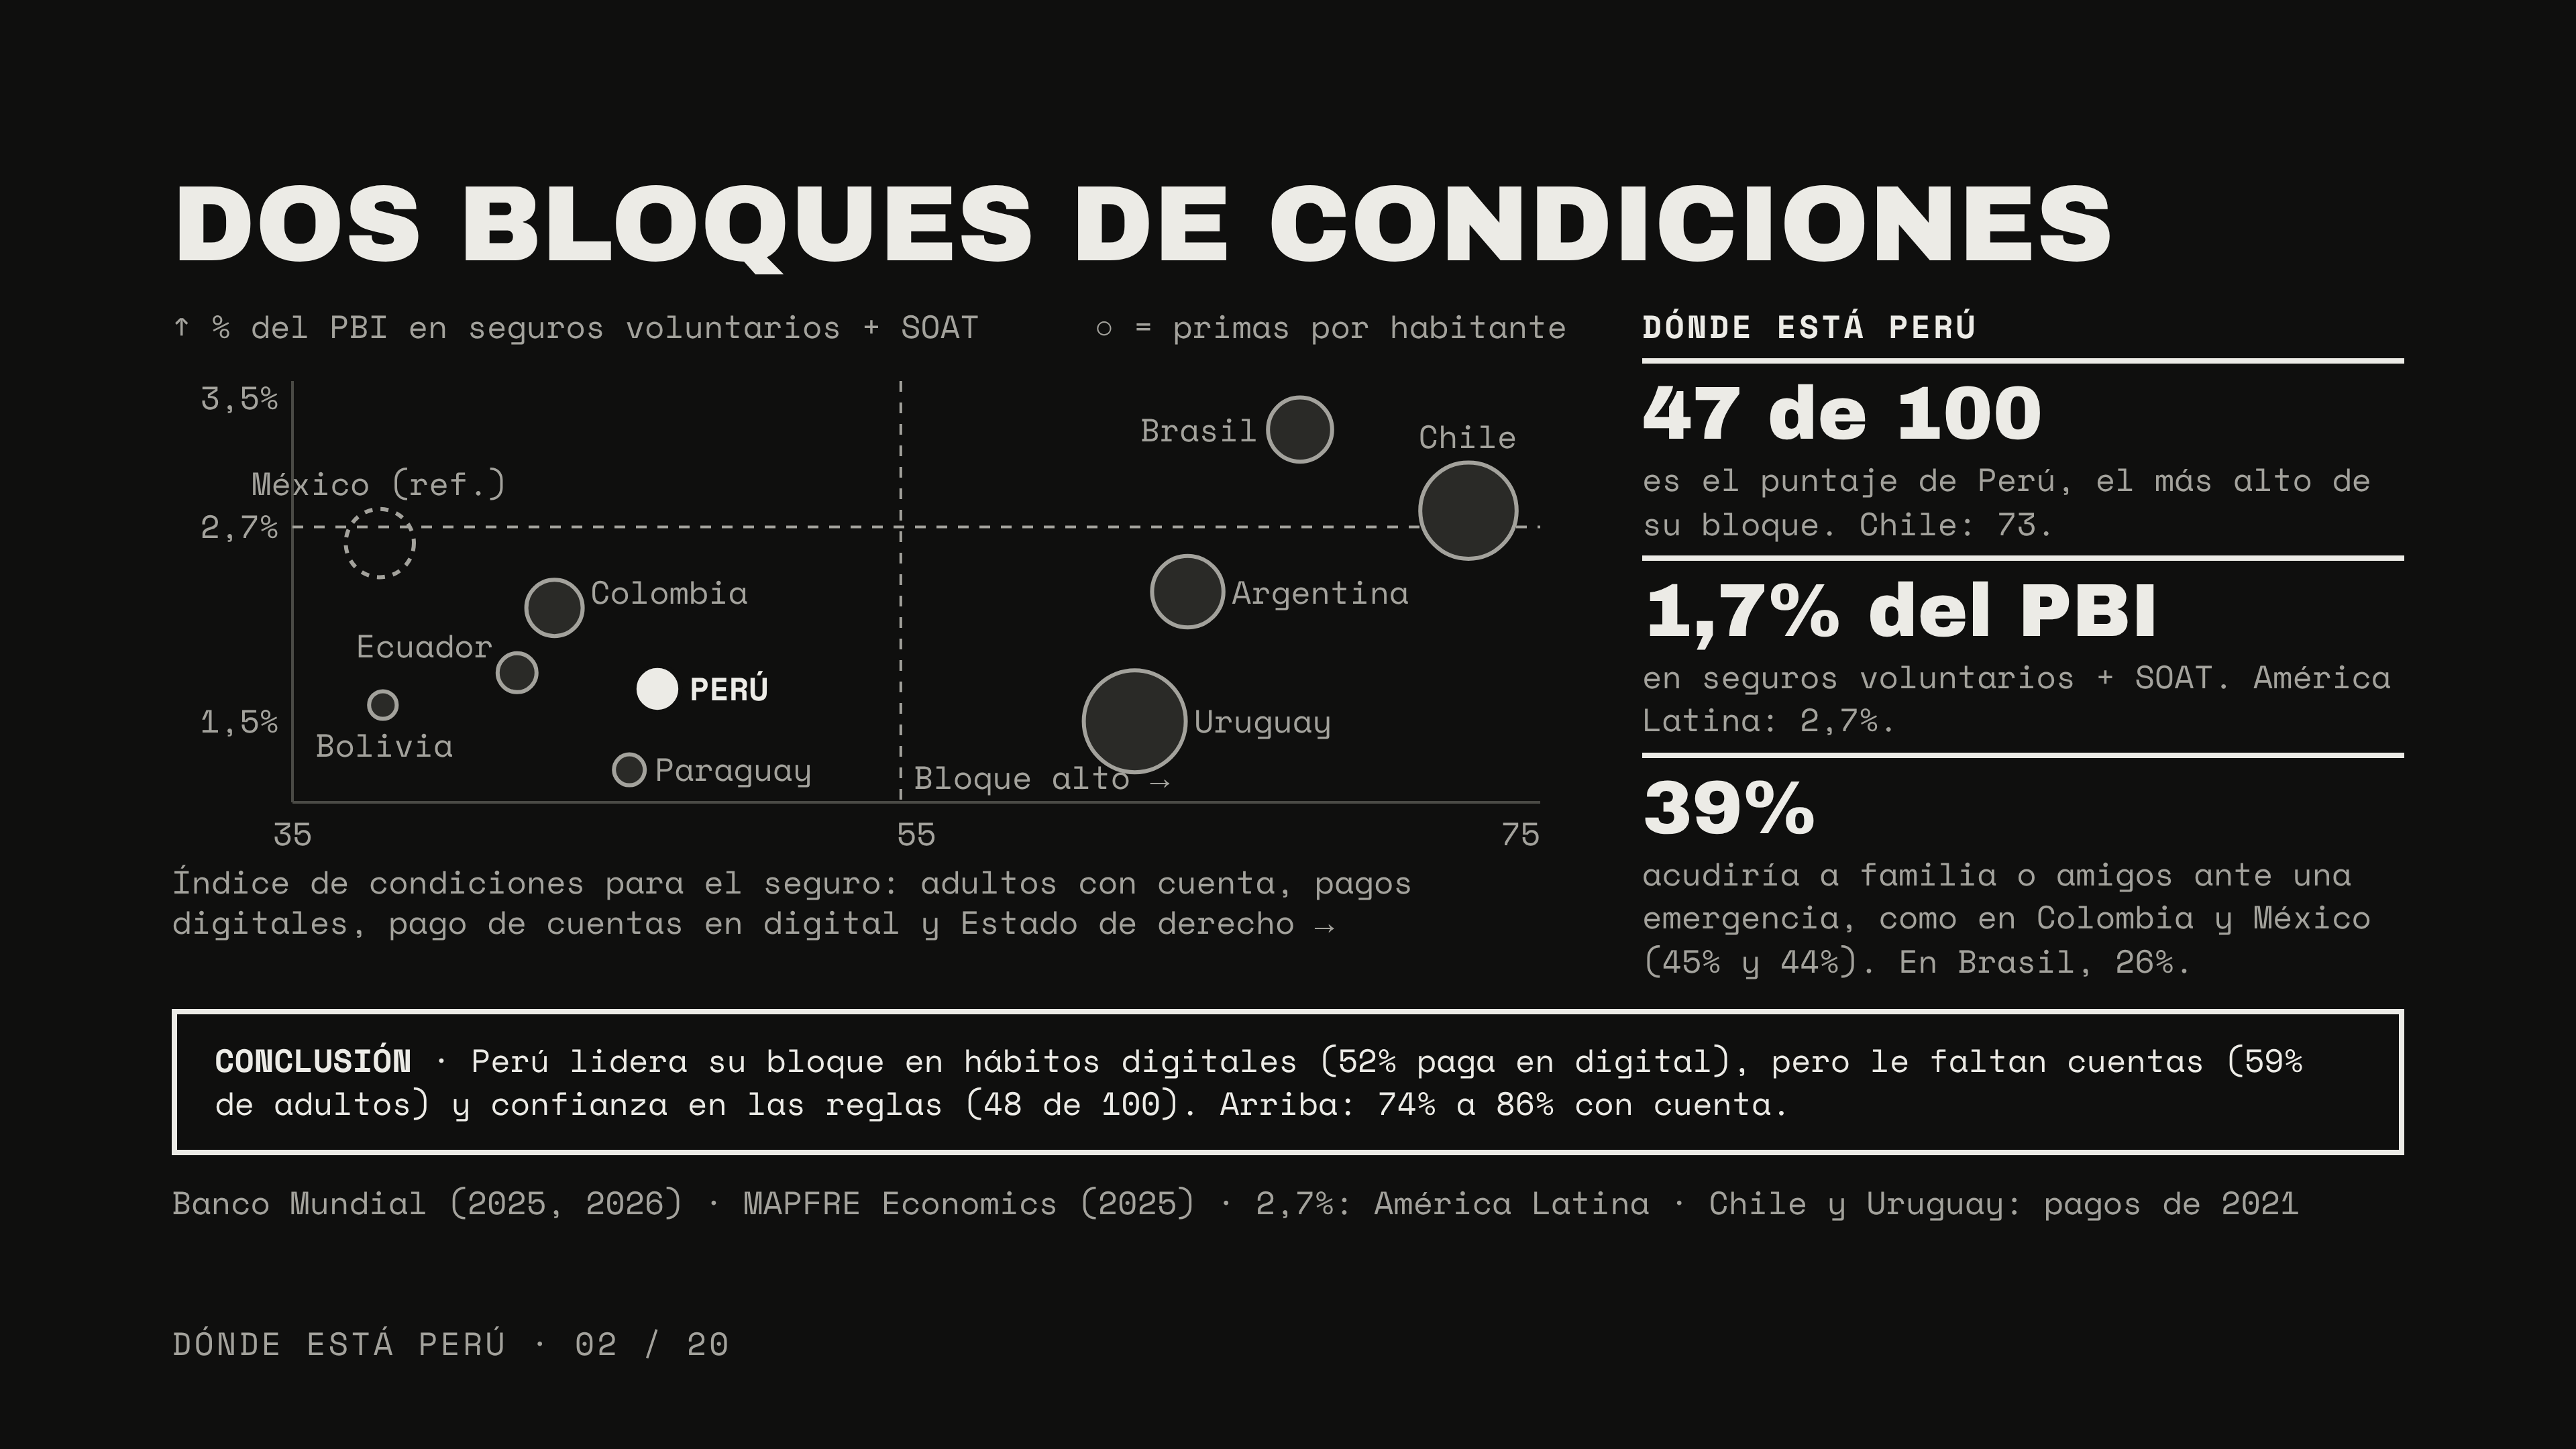 DOS BLOQUES DE CONDICIONES
↑ % del PBI en seguros voluntarios + SOAT
○ = primas por habitante
3,5%
2,7%
1,5%
México (ref.)
Brasil
Chile
Colombia
Argentina
Ecuador
PERÚ
Bolivia
Uruguay
Paraguay
Bloque alto →
35
55
75
Índice de condiciones para el seguro: adultos con cuenta, pagos
digitales, pago de cuentas en digital y Estado de derecho →
DÓNDE ESTÁ PERÚ
47 de 100
es el puntaje de Perú, el más alto de
su bloque. Chile: 73.
1,7% del PBI
en seguros voluntarios + SOAT. América
Latina: 2,7%.
39%
acudiría a familia o amigos ante una
emergencia, como en Colombia y México
(45% y 44%). En Brasil, 26%.
CONCLUSIÓN · Perú lidera su bloque en hábitos digitales (52% paga en digital), pero le faltan cuentas (59%
de adultos) y confianza en las reglas (48 de 100). Arriba: 74% a 86% con cuenta.
Banco Mundial (2025, 2026) · MAPFRE Economics (2025) · 2,7%: América Latina · Chile y Uruguay: pagos de 2021
DÓNDE ESTÁ PERÚ · 02 / 20